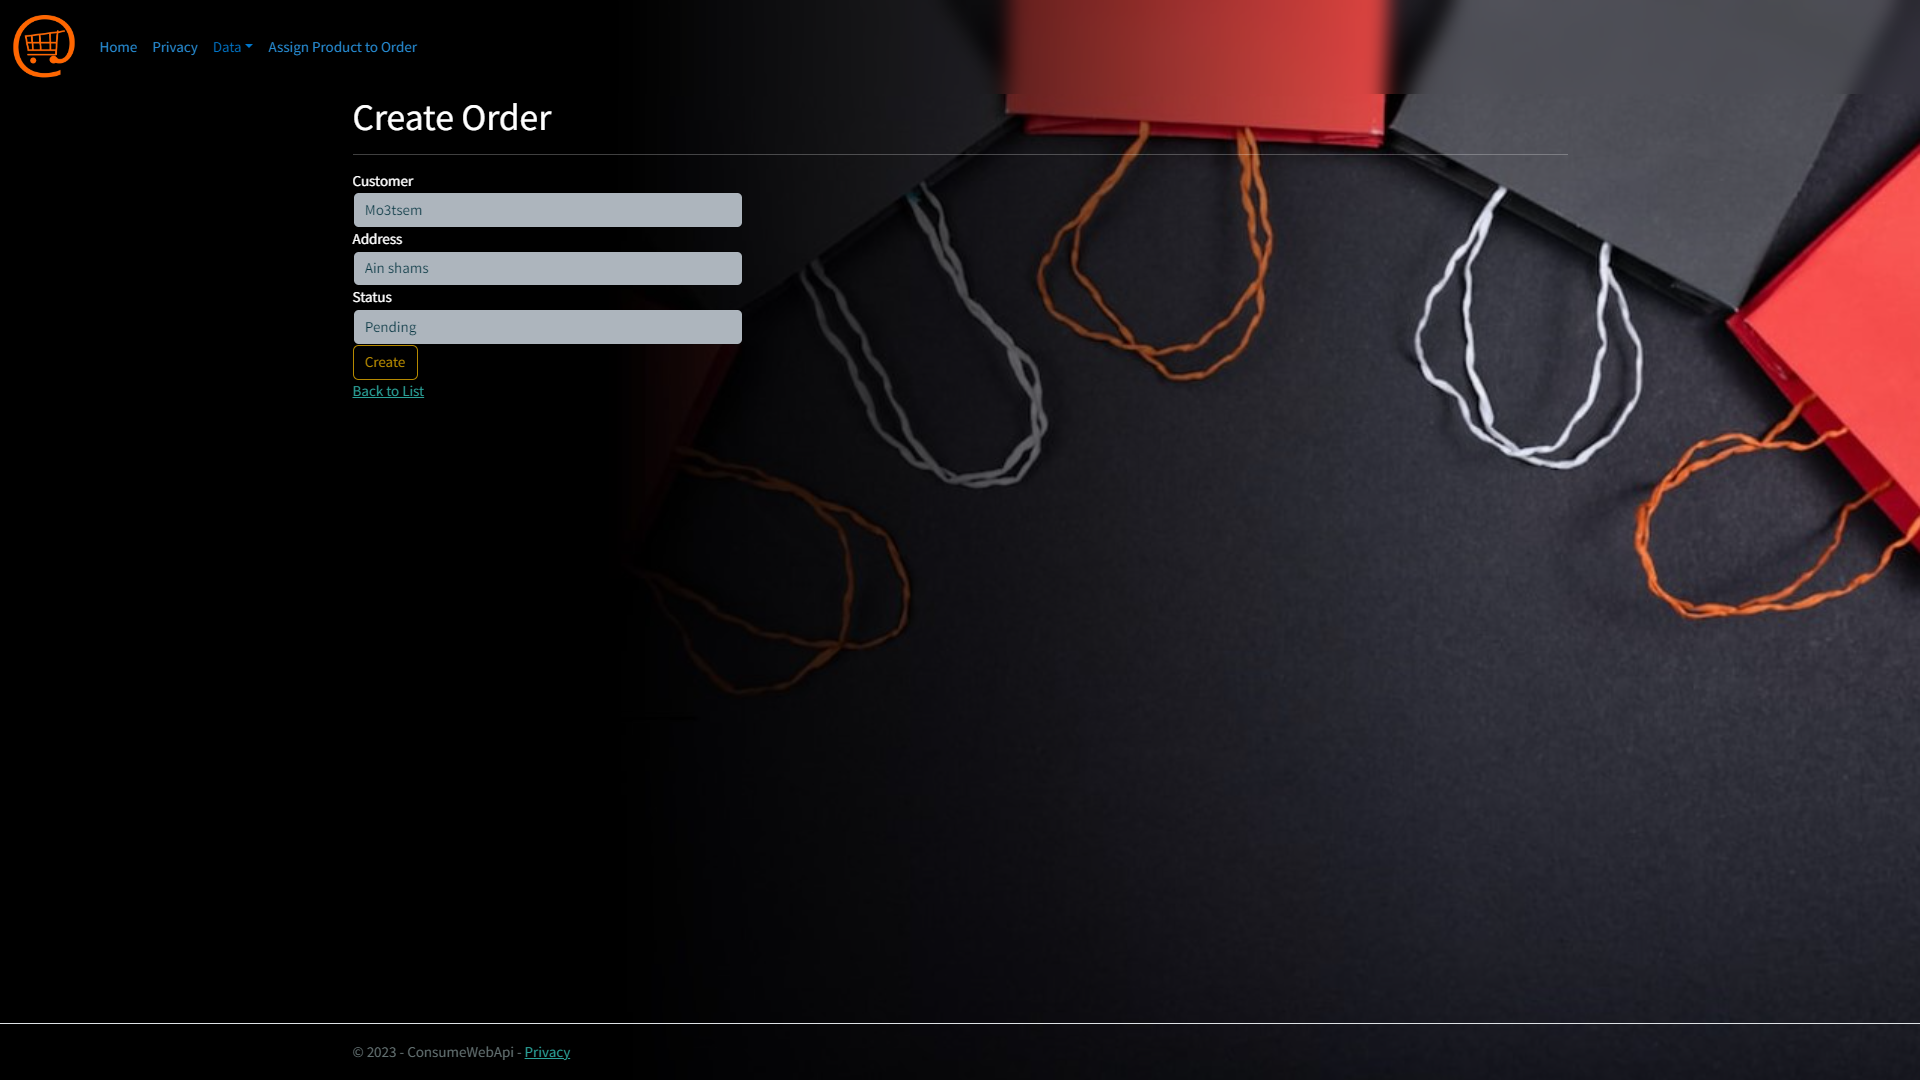 Home Privacy Data Assign Product to Order
Create Order
Customer
Mo3tsem
Address
Ain shams
Status
Pending
Create
Back to List
© 2023 - ConsumeWebApi - Privacy